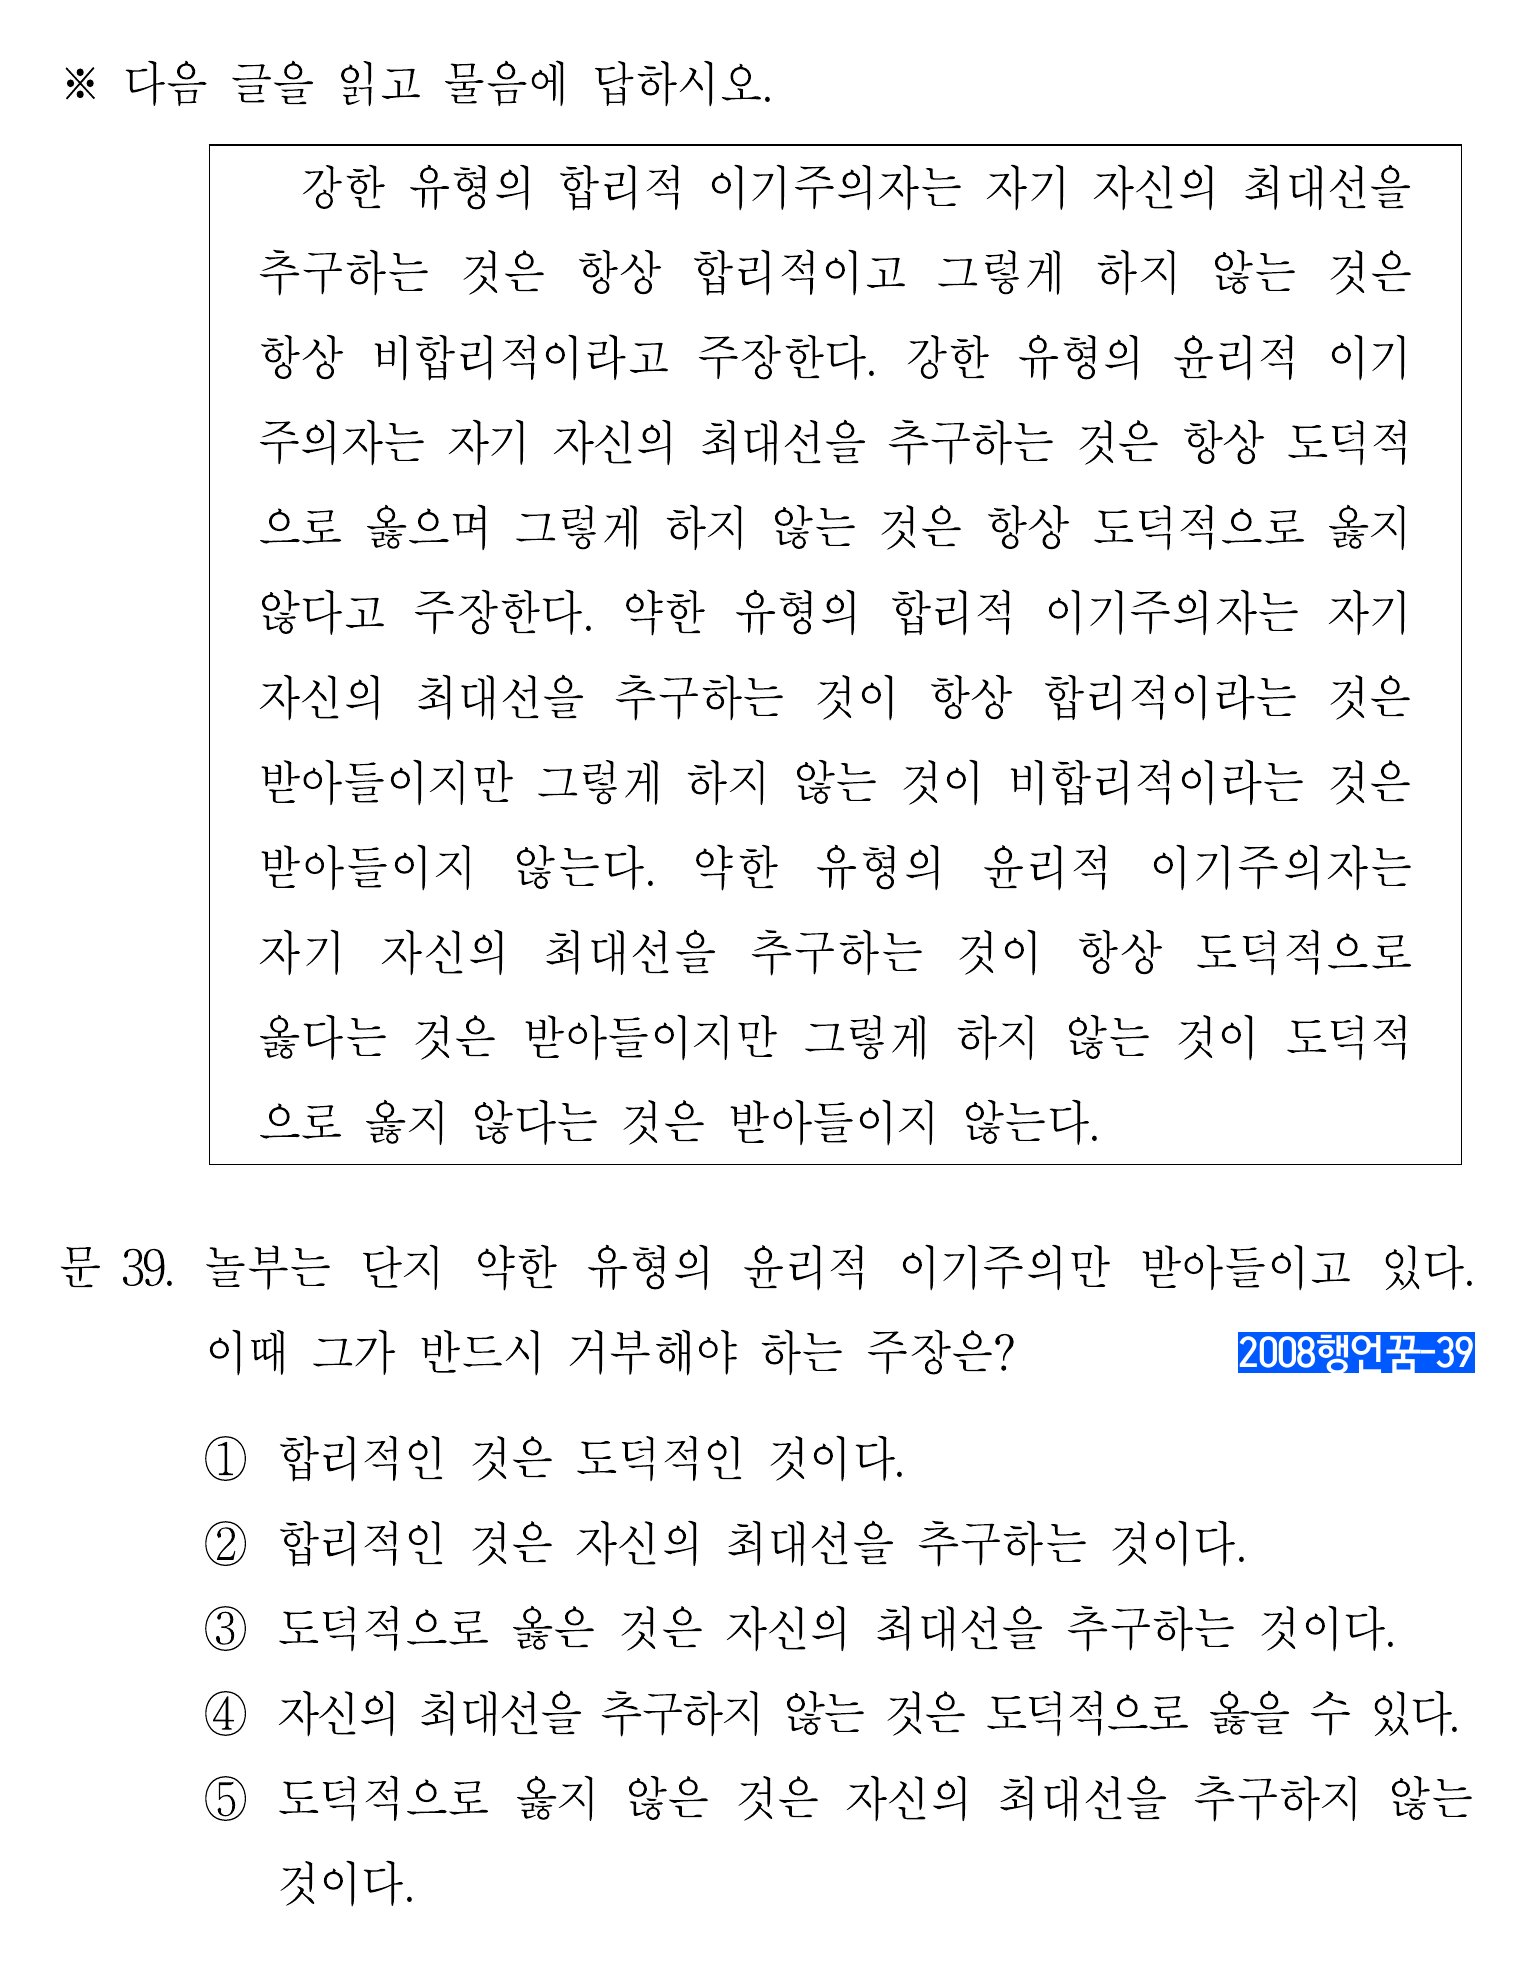 ※ 다음 글을 읽고 물음에 답하시오.
강한 유형의 합리적 이기주의자는 자기 자신의 최대선을
추구하는 것은 항상 합리적이고 그렇게 하지 않는 것은
항상 비합리적이라고 주장한다. 강한 유형의 윤리적 이기
주의자는 자기 자신의 최대선을 추구하는 것은 항상 도덕적
으로 옳으며 그렇게 하지 않는 것은 항상 도덕적으로 옳지
않다고 주장한다. 약한 유형의 합리적 이기주의자는 자기
자신의 최대선을 추구하는 것이 항상 합리적이라는 것은
받아들이지만 그렇게 하지 않는 것이 비합리적이라는 것은
받아들이지 않는다. 약한 유형의 윤리적 이기주의자는
자기 자신의 최대선을 추구하는 것이 항상 도덕적으로
옳다는 것은 받아들이지만 그렇게 하지 않는 것이 도덕적
으로 옳지 않다는 것은 받아들이지 않는다.
문 39. 놀부는 단지 약한 유형의 윤리적 이기주의만 받아들이고 있다.
이때 그가 반드시 거부해야 하는 주장은? 2008행언꿈-39
① 합리적인 것은 도덕적인 것이다.
② 합리적인 것은 자신의 최대선을 추구하는 것이다.
③ 도덕적으로 옳은 것은 자신의 최대선을 추구하는 것이다.
④ 자신의 최대선을 추구하지 않는 것은 도덕적으로 옳을 수 있다.
⑤ 도덕적으로 옳지 않은 것은 자신의 최대선을 추구하지 않는
것이다.